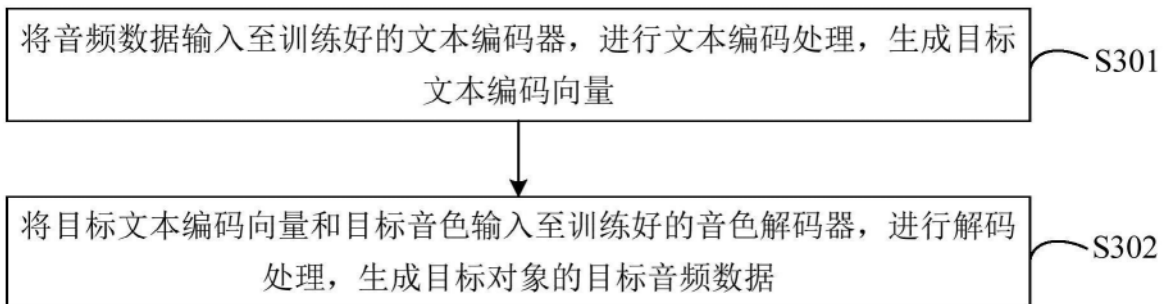 将音频数据输入至训练好的文本编码器，进行文本编码处理，生成目标
文本编码向量
S301
将目标文本编码向量和目标音色输入至训练好的音色解码器，进行解码
处理，生成目标对象的目标音频数据
S302